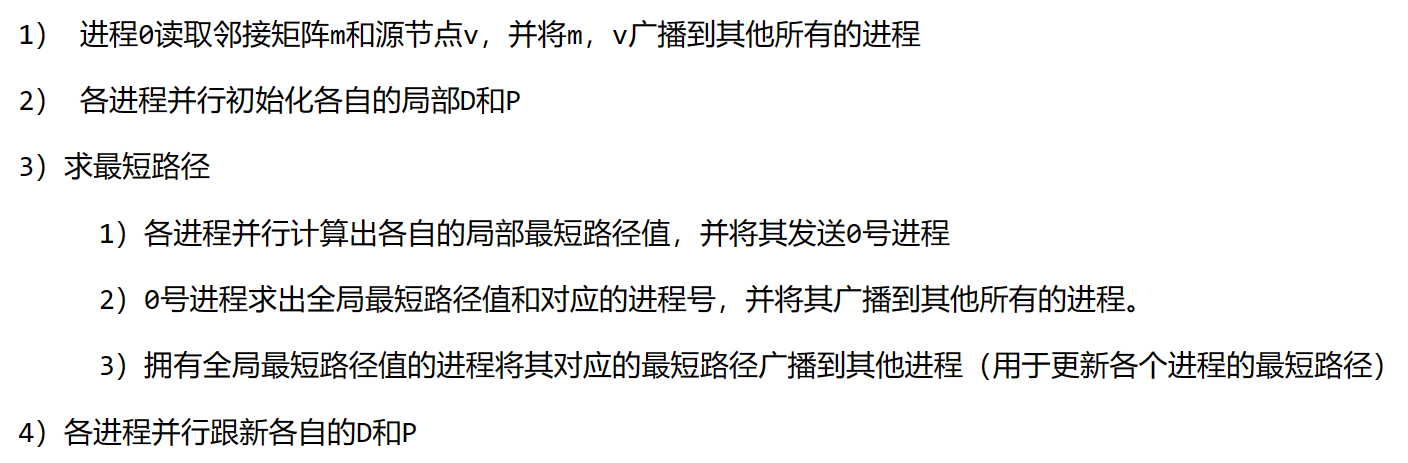 1） 进程0读取邻接矩阵m和源节点v，并将m，v广播到其他所有的进程
2） 各进程并行初始化各自的局部D和P
3）求最短路径
1）各进程并行计算出各自的局部最短路径值，并将其发送0号进程
2）0号进程求出全局最短路径值和对应的进程号，并将其广播到其他所有的进程。
3）拥有全局最短路径值的进程将其对应的最短路径广播到其他进程（用于更新各个进程的最短路径）
4）各进程并行跟新各自的D和P